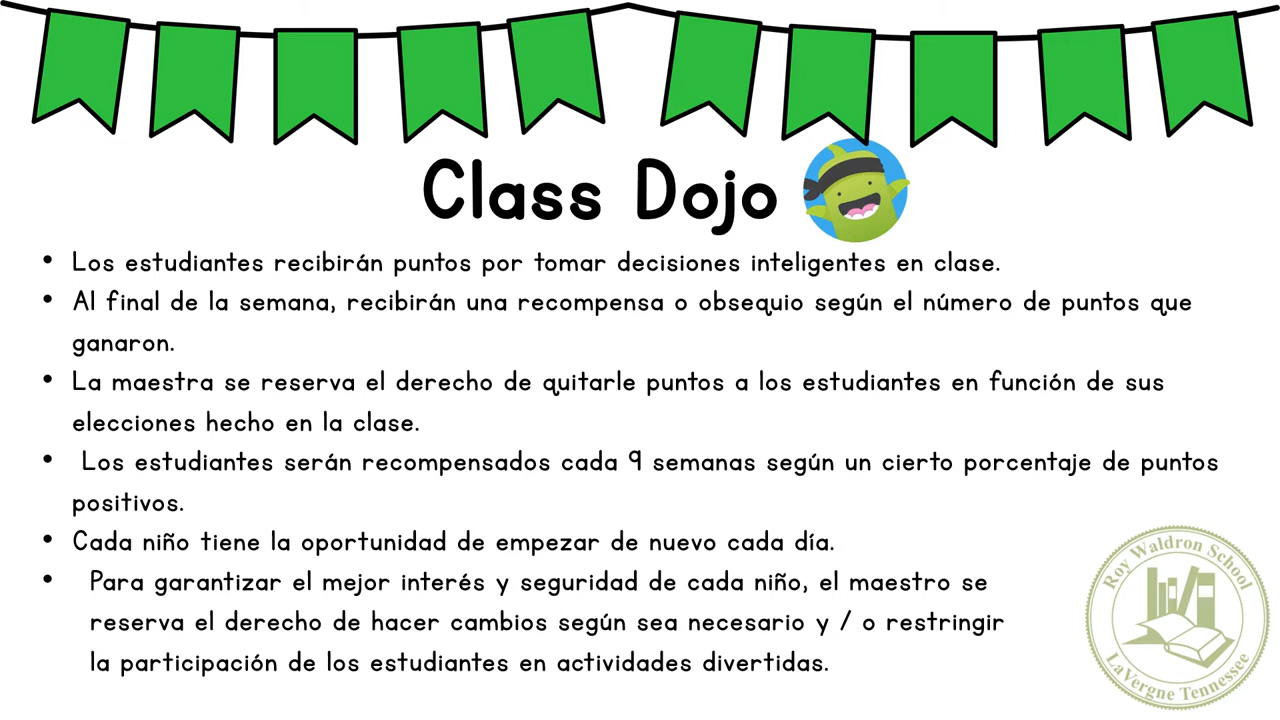 Class Dojo
• Los estudiantes recibirán puntos por tomar decisiones inteligentes en clase.
• Al final de la semana, recibirán una recompensa o obsequio según el número de puntos que
ganaron.
• La maestra se reserva el derecho de quitarle puntos a los estudiantes en función de sus
elecciones hecho en la clase.
• Los estudiantes serán recompensados cada 9 semanas según un cierto porcentaje de puntos
positivos.
• Cada niño tiene la oportunidad de empezar de nuevo cada día.
• Para garantizar el mejor interés y seguridad de cada niño, el maestro se
reserva el derecho de hacer cambios según sea necesario y / o restringir
la participación de los estudiantes en actividades divertidas.
Roy Waldron School
LaVergne Tennessee